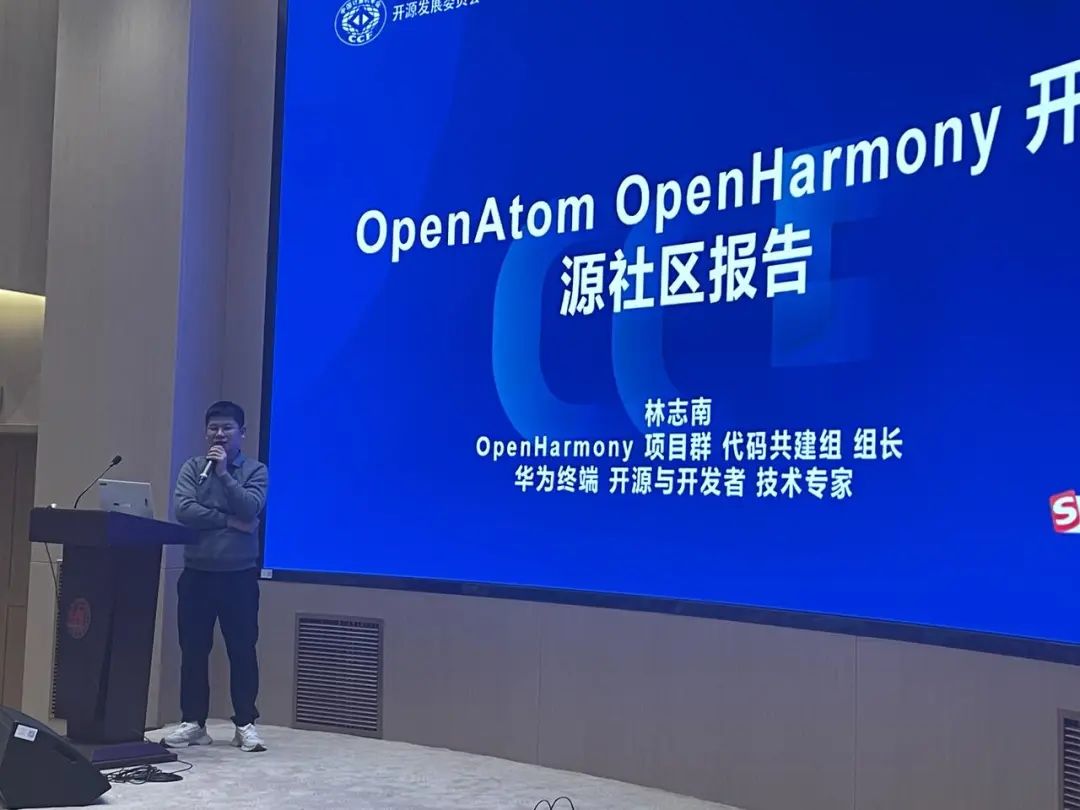 开源发展委员会
CCF
OpenAtom OpenHarmony 开
源社区报告
林志南
OpenHarmony 项目群 代码共建组 组长
华为终端 开源与开发者 技术专家